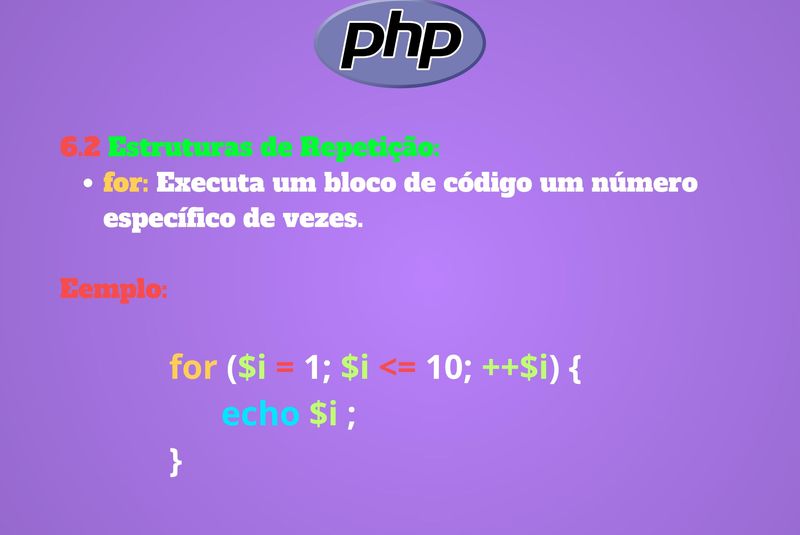 php
6.2 Estruturas de Repetição:
• for: Executa um bloco de código um número
específico de vezes.
Eemplo:
for ($i = 1; $i <= 10; ++$i) {
echo $i ;
}